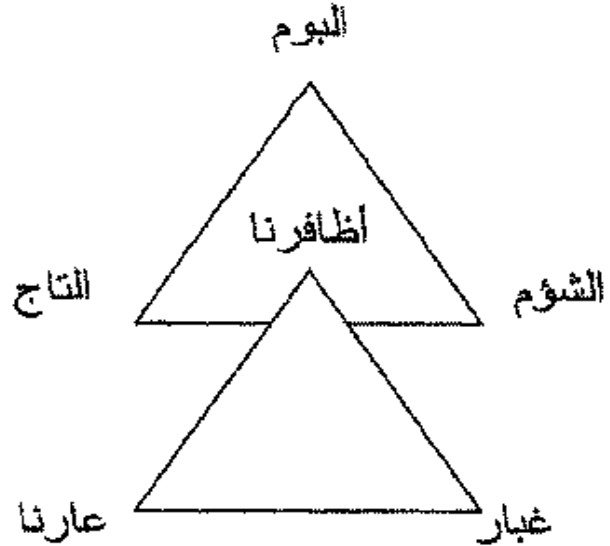 البوم
أظافرنا
الشؤم
التاج
غبار
عارنا